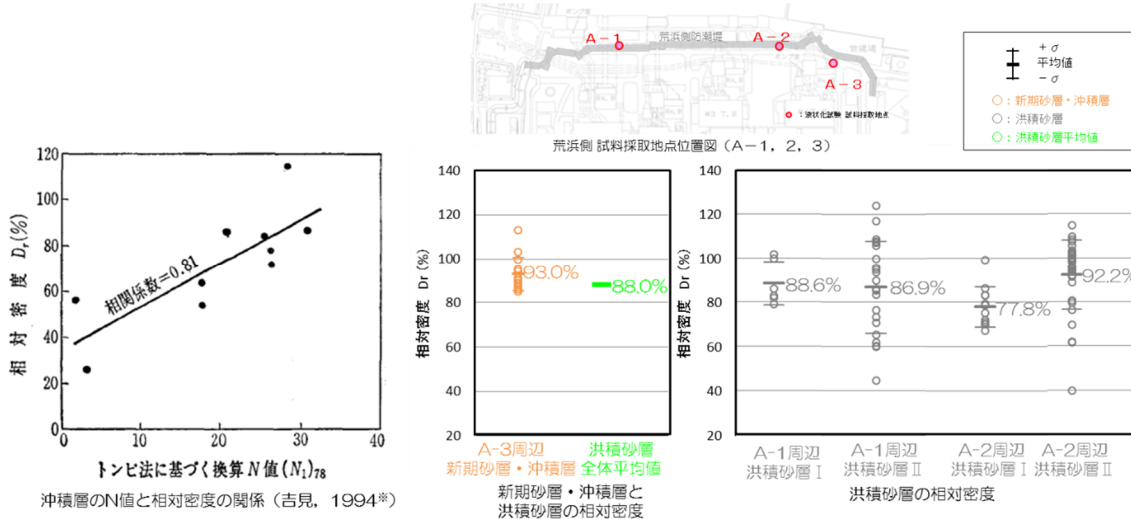 A-1
荒浜側防潮堤
A-2
A-3
○:液状化試験 試料採取地点
荒浜側 試料採取地点位置図(A-1, 2, 3)
+σ
平均値
-σ
○:新期砂層・沖積層
○:洪積砂層
○:洪積砂層平均値
120
100
80
60
40
20
0
相対密度 Dr(%)
相関係数=0.81
0
10
20
30
40
トンビ法に基づく換算N値(N1)78
沖積層のN値と相対密度の関係(吉見, 1994※)
140
120
100
80
60
40
20
相対密度 Dr(%)
93.0%
88.0%
A-3周辺
新期砂層・沖積層
洪積砂層
全体平均値
新期砂層・沖積層と
洪積砂層の相対密度
140
120
100
80
60
40
20
相対密度 Dr(%)
88.6%
86.9%
77.8%
92.2%
A-1周辺
洪積砂層Ⅰ
A-1周辺
洪積砂層Ⅱ
A-2周辺
洪積砂層Ⅰ
A-2周辺
洪積砂層Ⅱ
洪積砂層の相対密度